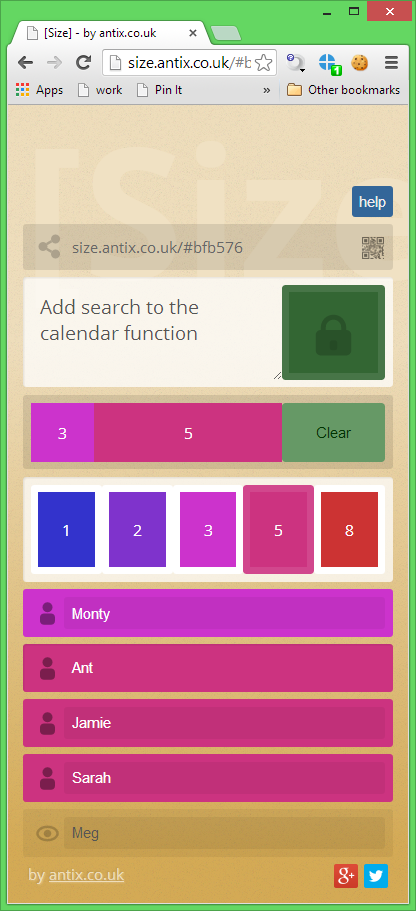 [Size] - by antix.co.uk
size.antix.co.uk/#b
1
Apps
work
Pin It
»
Other bookmarks
[Size
help
size.antix.co.uk/#bfb576
Add search to the
calendar function
3 5 Clear
1 2 3 5 8
Monty
Ant
Jamie
Sarah
Meg
by antix.co.uk
g+